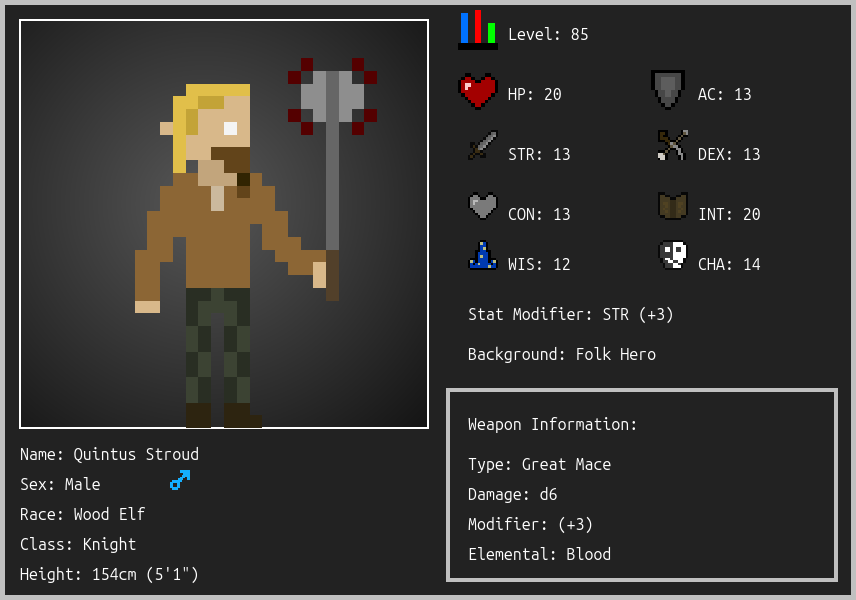 Level: 85
HP: 20
AC: 13
STR: 13
DEX: 13
CON: 13
INT: 20
WIS: 12
CHA: 14
Stat Modifier: STR (+3)
Background: Folk Hero
Weapon Information:
Type: Great Mace
Damage: d6
Modifier: (+3)
Elemental: Blood
Name: Quintus Stroud
Sex: Male
Race: Wood Elf
Class: Knight
Height: 154cm (5'1")